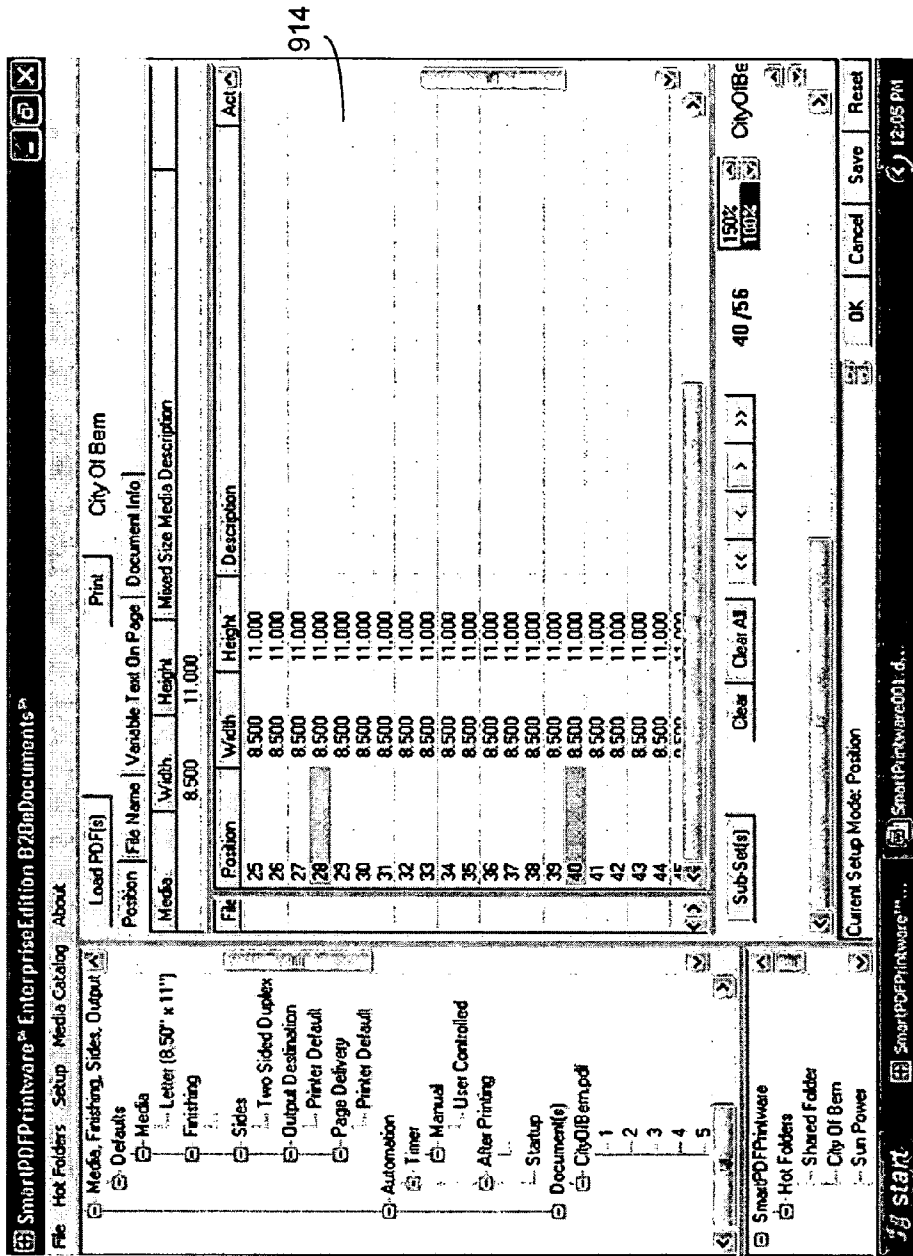 SmartPDFPrintware℠ Enterprise Edition B2BeDocuments℠
File Hot Folders Setup Media Catalog About
Media, Finishing, Sides, Output
Defaults
Media
Letter (8.50" x 11")
Finishing
Sides
Two Sided Duplex
Output Destination
Printer Default
Page Delivery
Printer Default
Automation
Timer
Manual
User Controlled
After Printing
Startup
Document(s)
CityOfBern.pdf
1
2
3
4
5
SmartPDFPrintware
Hot Folders
Shared Folder
City Of Bern
Sun Power
Load PDF(s) Print City Of Bern
Position File Name Variable Text On Page Document Info
Media Width Height Mixed Size Media Description
8.500 11.000
File Position Width Height Description Act
25 8.500 11.000
26 8.500 11.000
27 8.500 11.000
28 8.500 11.000
29 8.500 11.000
30 8.500 11.000
31 8.500 11.000
32 8.500 11.000
33 8.500 11.000
34 8.500 11.000
35 8.500 11.000
36 8.500 11.000
37 8.500 11.000
38 8.500 11.000
39 8.500 11.000
40 8.500 11.000
41 8.500 11.000
42 8.500 11.000
43 8.500 11.000
44 8.500 11.000
45 8.500 11.000
914
Sub-Set(s) Clear Clear All << < > >> 40 /56 150% CityOfBe
100%
Current Setup Mode: Position OK Cancel Save Reset
start SmartPDFPrintware™... SmartPrintware001.d... 12:05 PM